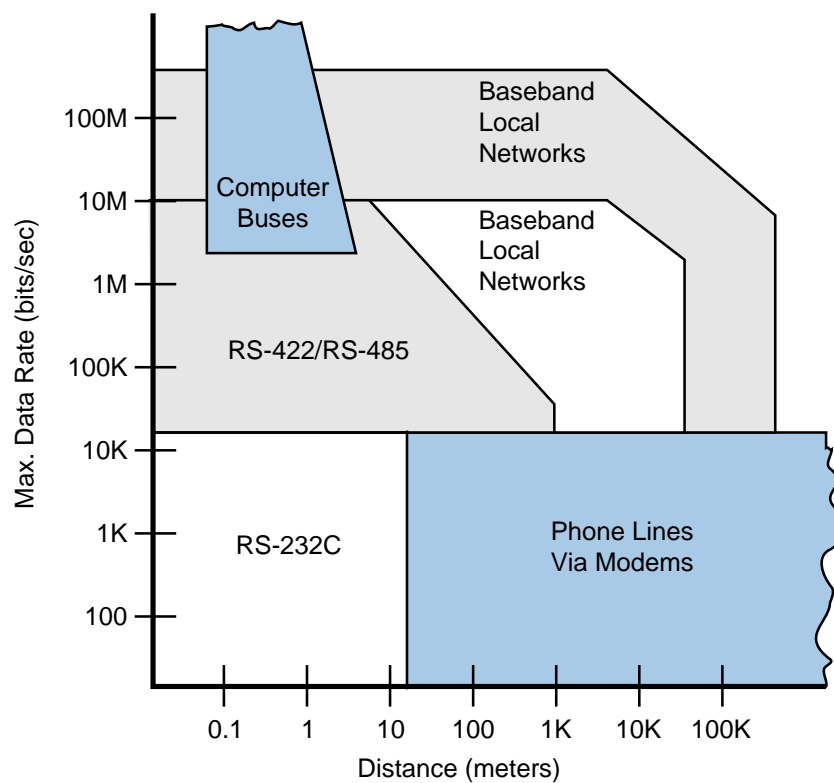 Max. Data Rate (bits/sec)
100M
10M
1M
100K
10K
1K
100
Baseband
Local
Networks
Computer
Buses
Baseband
Local
Networks
RS-422/RS-485
RS-232C
Phone Lines
Via Modems
0.1
1
10
100
1K
10K
100K
Distance (meters)